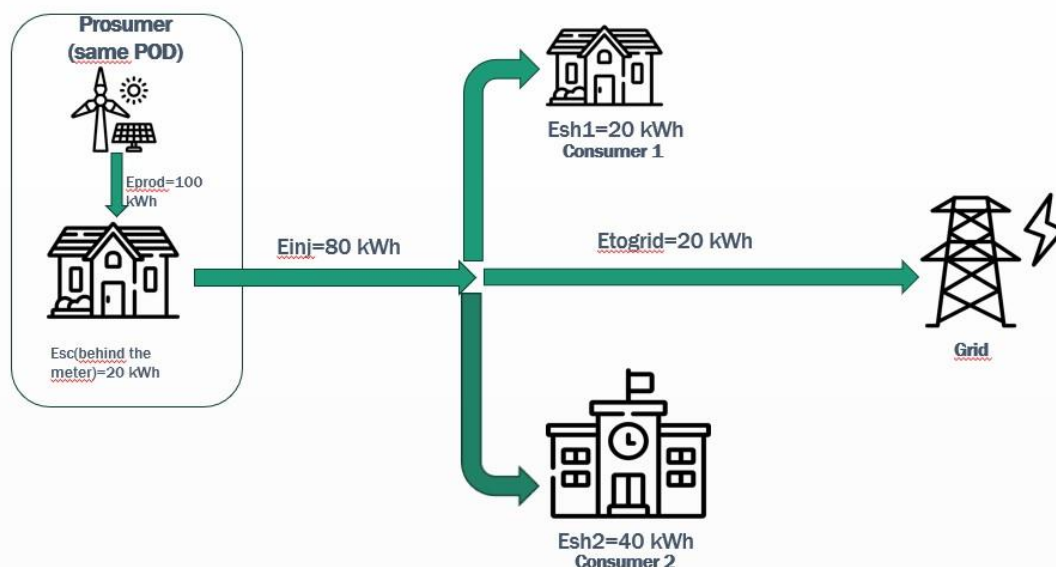 Prosumer
(same POD)
Eprod=100
kWh
Esc(behind the
meter)=20 kWh
Einj=80 kWh
Esh1=20 kWh
Consumer 1
Etogrid=20 kWh
Grid
Esh2=40 kWh
Consumer 2